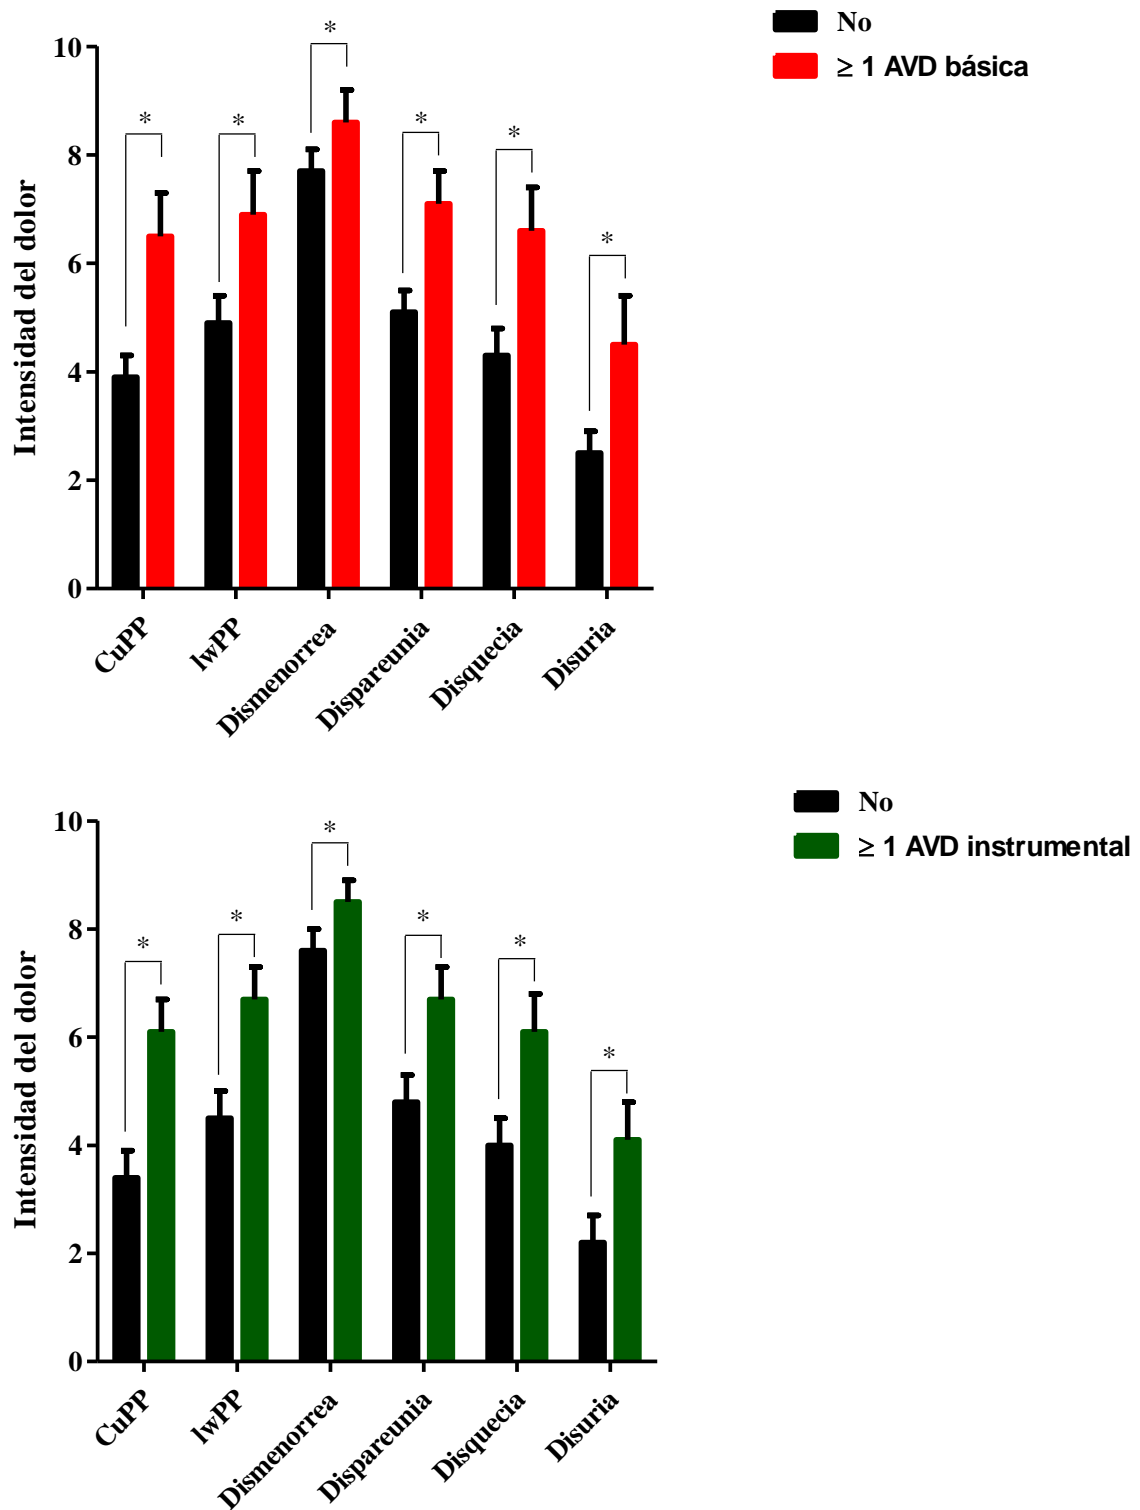 No
≥ 1 AVD básica
Intensidad del dolor
10
8
6
4
2
0
*
*
*
*
*
*
CuPP
lwPP
Dismenorrea
Dispareunia
Disquecia
Disuria
No
≥ 1 AVD instrumental
Intensidad del dolor
10
8
6
4
2
0
*
*
*
*
*
*
CuPP
lwPP
Dismenorrea
Dispareunia
Disquecia
Disuria